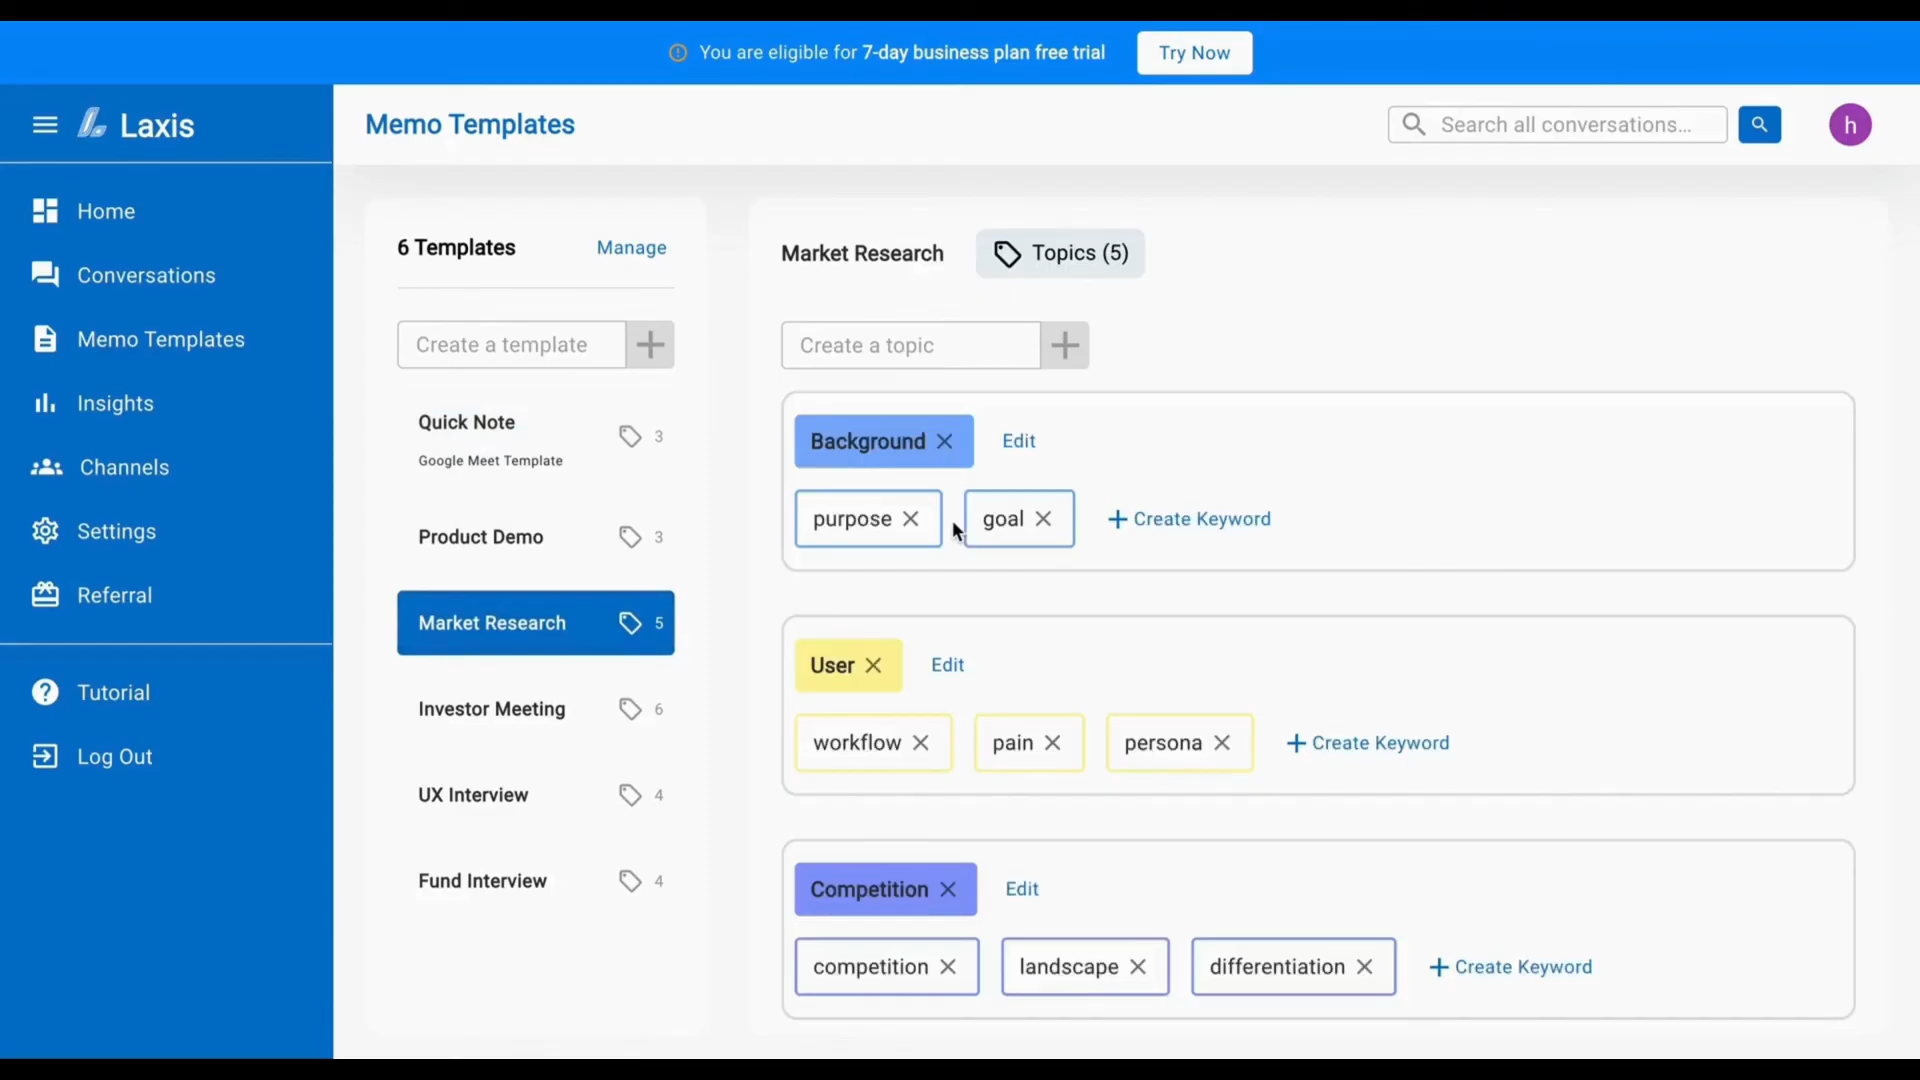 You are eligible for 7-day business plan free trial
Try Now
Laxis
Memo Templates
Search all conversations...
h
Home
Conversations
Memo Templates
Insights
Channels
Settings
Referral
Tutorial
Log Out
6 Templates
Manage
Create a template
Quick Note
3
Google Meet Template
Product Demo
3
Market Research
5
Investor Meeting
6
UX Interview
4
Fund Interview
4
Market Research
Topics (5)
Create a topic
Background
Edit
purpose
goal
Create Keyword
User
Edit
workflow
pain
persona
Create Keyword
Competition
Edit
competition
landscape
differentiation
Create Keyword